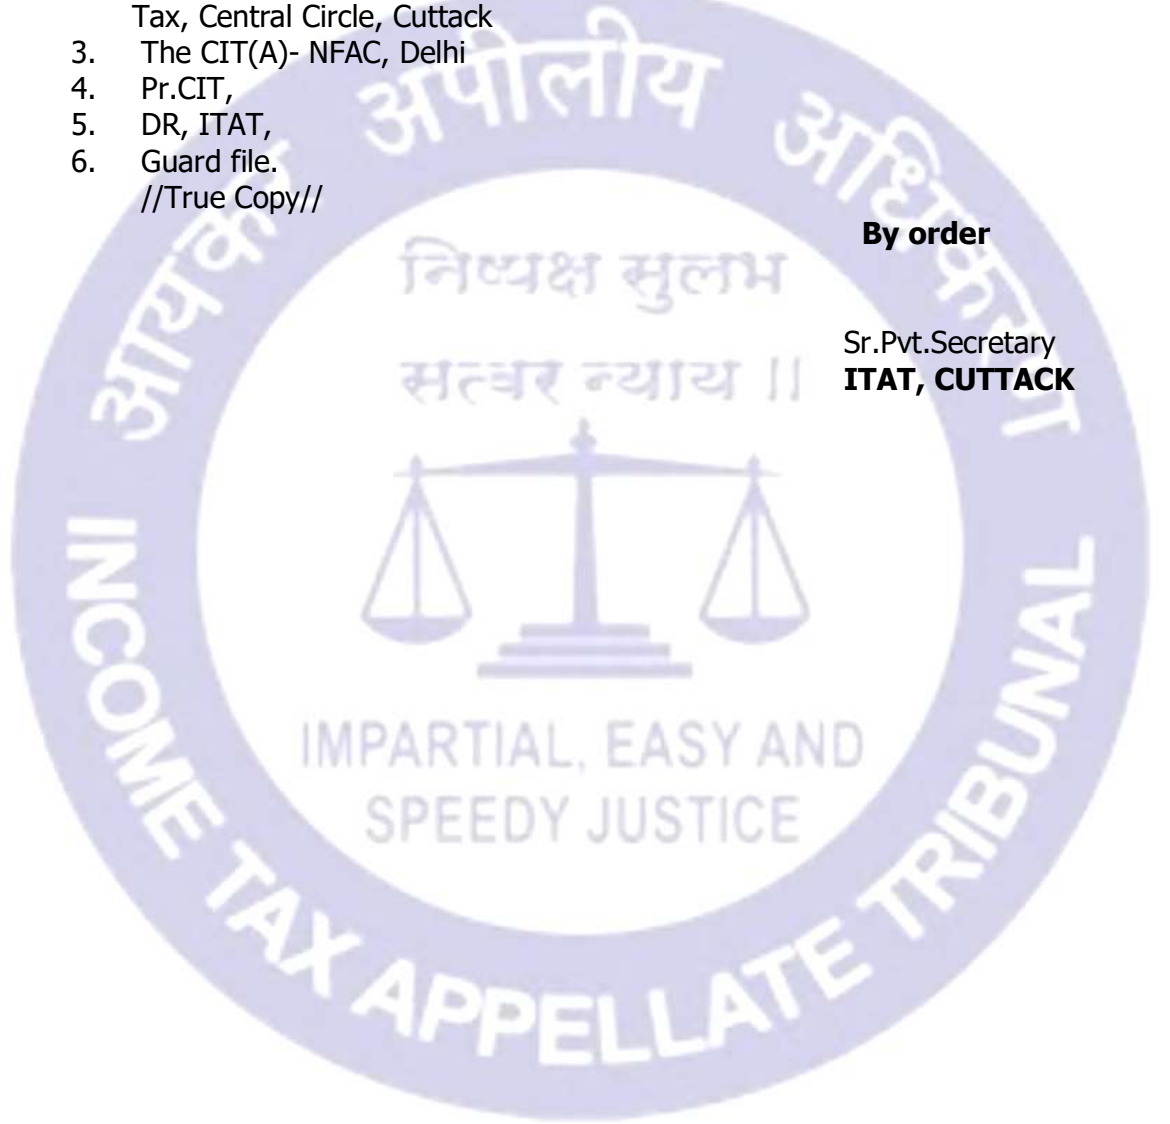 Tax, Central Circle, Cuttack
3. The CIT(A)- NFAC, Delhi
4. Pr.CIT,
5. DR, ITAT,
6. Guard file.
//True Copy//
By order
Sr.Pvt.Secretary
ITAT, CUTTACK
आयकर अपीलीय अधिकरण
निष्पक्ष सुलभ
सत्वर न्याय ||
IMPARTIAL, EASY AND
SPEEDY JUSTICE
INCOME TAX APPELLATE TRIBUNAL